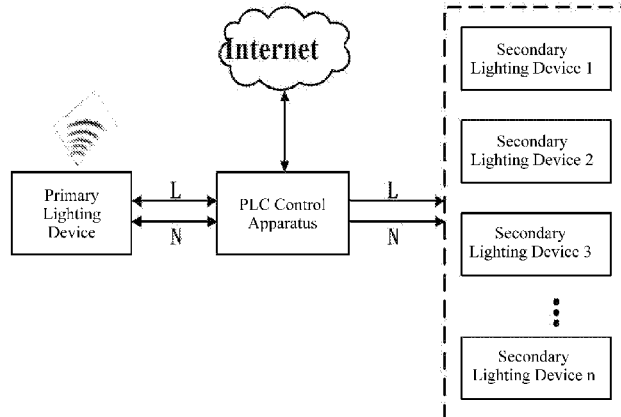 Internet
Secondary
Lighting Device 1
Secondary
Lighting Device 2
Primary
Lighting
Device
L
N
PLC Control
Apparatus
L
N
Secondary
Lighting Device 3
Secondary
Lighting Device n